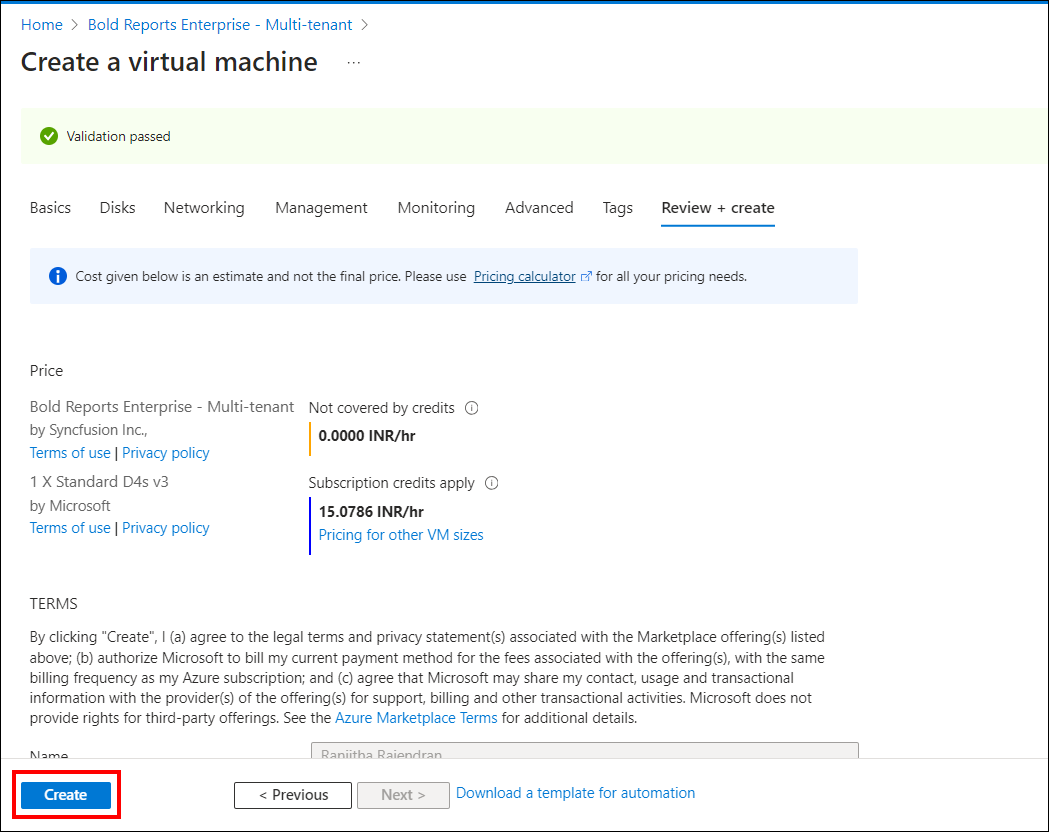 Home > Bold Reports Enterprise - Multi-tenant >
Create a virtual machine ...
Validation passed
Basics Disks Networking Management Monitoring Advanced Tags Review + create
Cost given below is an estimate and not the final price. Please use Pricing calculator for all your pricing needs.
Price
Bold Reports Enterprise - Multi-tenant
by Syncfusion Inc.,
Terms of use | Privacy policy
Not covered by credits
0.0000 INR/hr
1 X Standard D4s v3
by Microsoft
Terms of use | Privacy policy
Subscription credits apply
15.0786 INR/hr
Pricing for other VM sizes
TERMS
By clicking "Create", I (a) agree to the legal terms and privacy statement(s) associated with the Marketplace offering(s) listed
above; (b) authorize Microsoft to bill my current payment method for the fees associated with the offering(s), with the same
billing frequency as my Azure subscription; and (c) agree that Microsoft may share my contact, usage and transactional
information with the provider(s) of the offering(s) for support, billing and other transactional activities. Microsoft does not
provide rights for third-party offerings. See the Azure Marketplace Terms for additional details.
Name Ranjitha Rajendran
Create < Previous Next > Download a template for automation